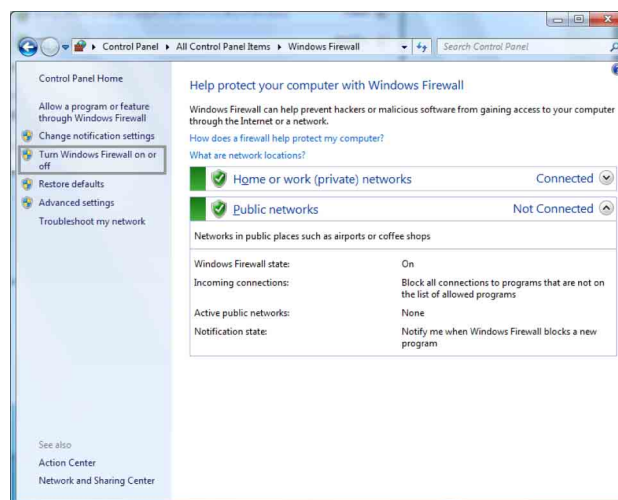 Control Panel ▸ All Control Panel Items ▸ Windows Firewall
Search Control Panel
Control Panel Home
Allow a program or feature
through Windows Firewall
Change notification settings
Turn Windows Firewall on or
off
Restore defaults
Advanced settings
Troubleshoot my network
See also
Action Center
Network and Sharing Center
Help protect your computer with Windows Firewall
Windows Firewall can help prevent hackers or malicious software from gaining access to your computer
through the Internet or a network.
How does a firewall help protect my computer?
What are network locations?
Home or work (private) networks Connected
Public networks Not Connected
Networks in public places such as airports or coffee shops
Windows Firewall state: On
Incoming connections: Block all connections to programs that are not on
the list of allowed programs
Active public networks: None
Notification state: Notify me when Windows Firewall blocks a new
program